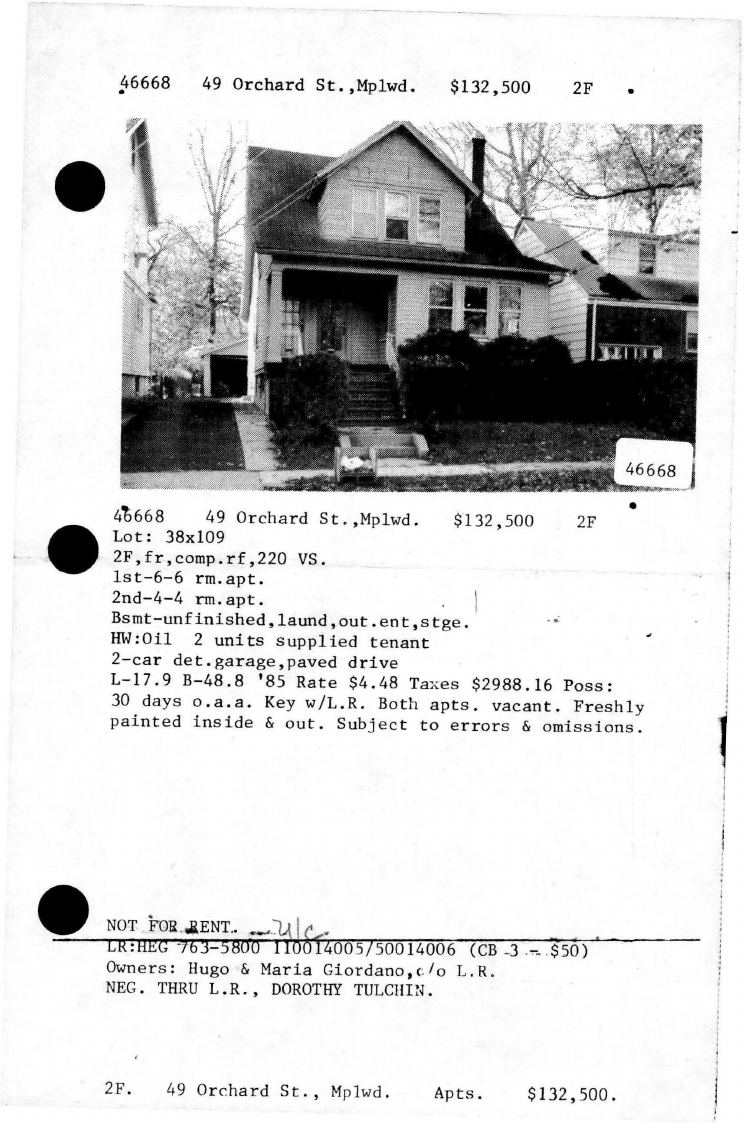 46668 49 Orchard St.,Mplwd. $132,500 2F
46668
46668 49 Orchard St.,Mplwd. $132,500 2F
Lot: 38x109
2F,fr,comp.rf,220 VS.
1st-6-6 rm.apt.
2nd-4-4 rm.apt.
Bsmt-unfinished,laund,out.ent,stge.
HW:Oil 2 units supplied tenant
2-car det.garage,paved drive
L-17.9 B-48.8 '85 Rate $4.48 Taxes $2988.16 Poss:
30 days o.a.a. Key w/L.R. Both apts. vacant. Freshly
painted inside & out. Subject to errors & omissions.
NOT FOR RENT. U/C
LR:HEG 763-5800 110014005/50014006 (CB -3 - $50)
Owners: Hugo & Maria Giordano,c/o L.R.
NEG. THRU L.R., DOROTHY TULCHIN.
2F. 49 Orchard St., Mplwd. Apts. $132,500.